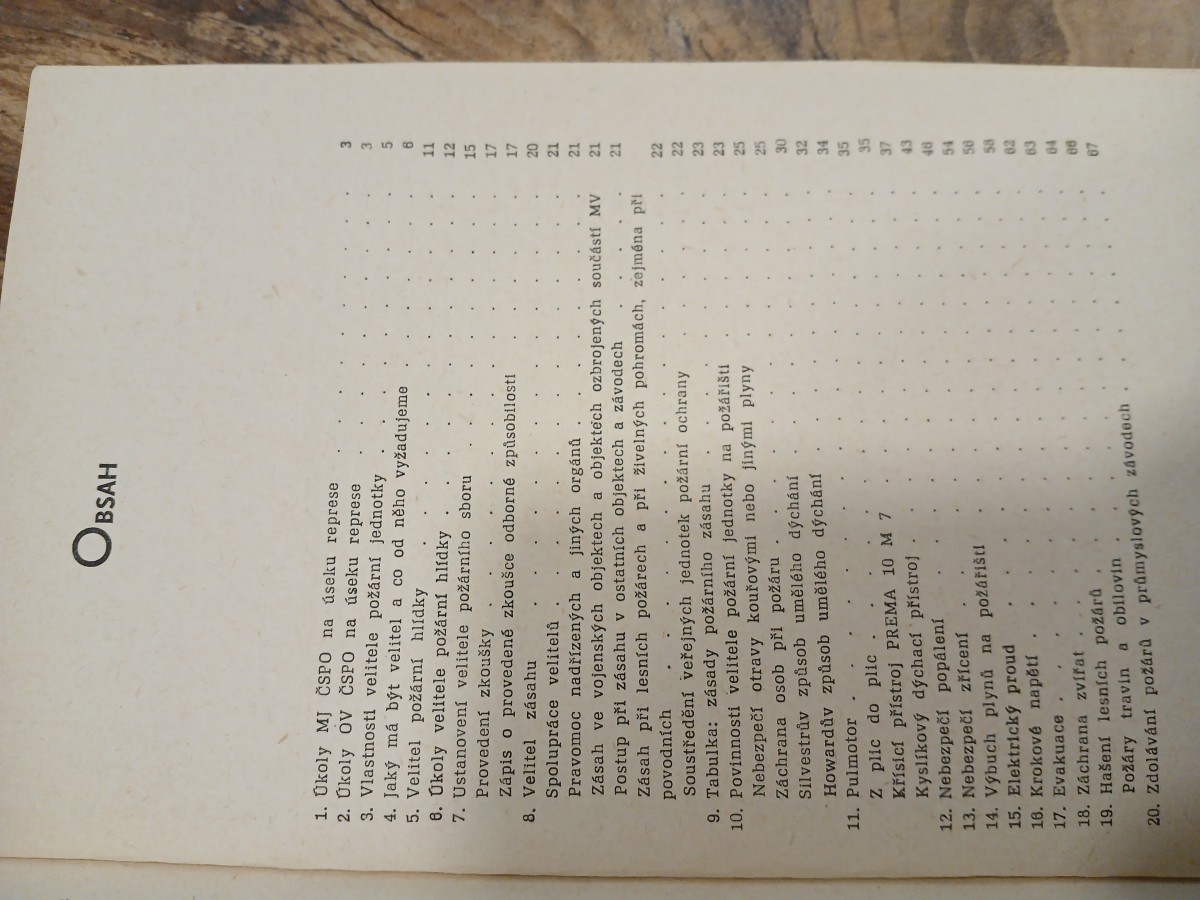 OBSAH
1. Úkoly MJ ČSPO na úseku represe . . . . . . 3
2. Úkoly OV ČSPO na úseku represe . . . . . . 3
3. Vlastnosti velitele požární jednotky . . . . . . 5
4. Jaký má být velitel a co od něho vyžadujeme . . . . 6
5. Velitel požární hlídky . . . . . . . . 11
6. Úkoly velitele požární hlídky . . . . . . . 12
7. Ustanovení velitele požárního sboru . . . . . . 15
Provedení zkoušky . . . . . . . . 17
Zápis o provedené zkoušce odborné způsobilosti . . . . 17
8. Velitel zásahu . . . . . . . . . 20
Spolupráce velitelů . . . . . . . . 21
Pravomoc nadřízených a jiných orgánů . . . . . 21
Zásah ve vojenských objektech a objektech ozbrojených součástí MV 21
Postup při zásahu v ostatních objektech a závodech . . . . 21
Zásah při lesních požárech a při živelných pohromách, zejména při
povodních . . . . . . . . . . 22
Soustředění veřejných jednotek požární ochrany . . . . 22
9. Tabulka: zásady požárního zásahu . . . . . . 23
10. Povinnosti velitele požární jednotky na požářišti . . . . 23
Nebezpečí otravy kouřovými nebo jinými plyny . . . . 25
Záchrana osob při požáru . . . . . . . 25
Silvestrův způsob umělého dýchání . . . . . . 30
Howardův způsob umělého dýchání . . . . . . 32
11. Pulmotor . . . . . . . . . . 34
Z plic do plic . . . . . . . . . 35
Křísicí přístroj PREMA 10 M 7 . . . . . . 35
Kyslíkový dýchací přístroj . . . . . . . 37
12. Nebezpečí popálení . . . . . . . . 43
13. Nebezpečí zřícení . . . . . . . . 46
14. Výbuch plynů na požářišti . . . . . . . 54
15. Elektrický proud . . . . . . . . 56
16. Krokové napětí . . . . . . . . . 58
17. Evakuace . . . . . . . . . . 62
18. Záchrana zvířat . . . . . . . . . 63
19. Hašení lesních požárů . . . . . . . . 64
Požáry travin a obilovin . . . . . . . 66
20. Zdolávání požárů v průmyslových závodech . . . . . 67